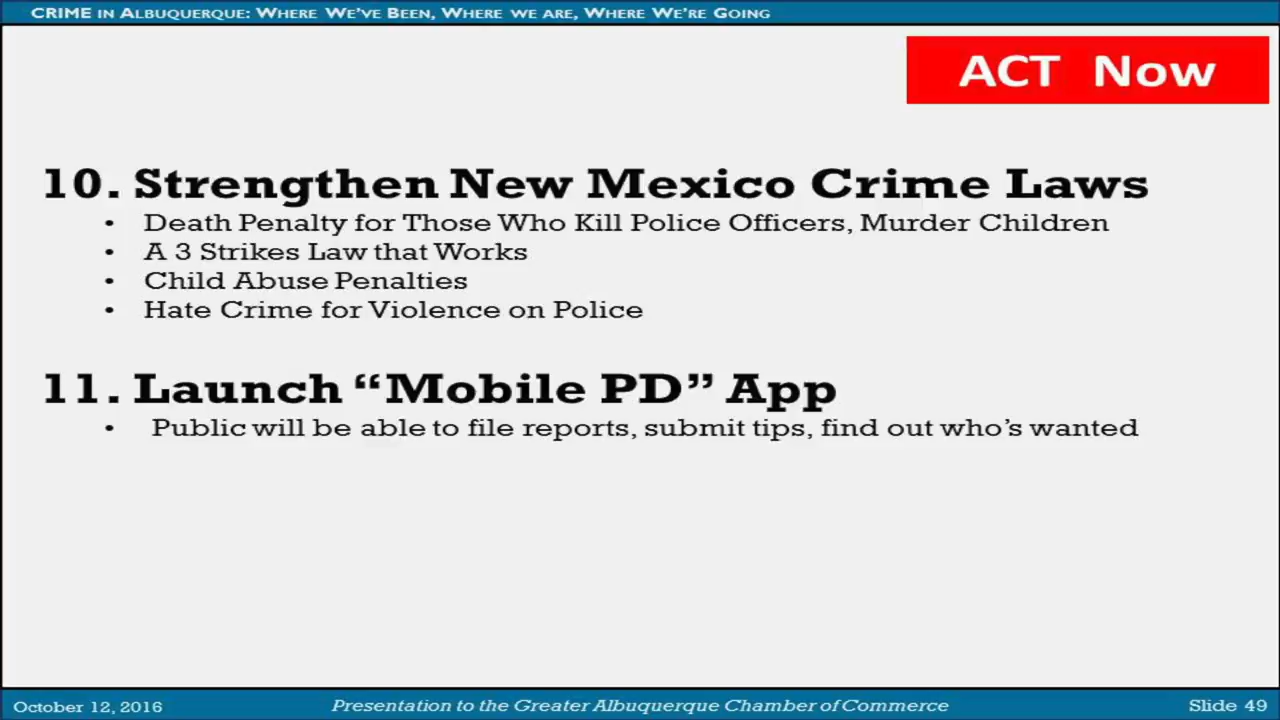 CRIME IN ALBUQUERQUE: WHERE WE'VE BEEN, WHERE WE ARE, WHERE WE'RE GOING
ACT Now
10. Strengthen New Mexico Crime Laws
• Death Penalty for Those Who Kill Police Officers, Murder Children
• A 3 Strikes Law that Works
• Child Abuse Penalties
• Hate Crime for Violence on Police
11. Launch “Mobile PD” App
• Public will be able to file reports, submit tips, find out who’s wanted
October 12, 2016 Presentation to the Greater Albuquerque Chamber of Commerce Slide 49